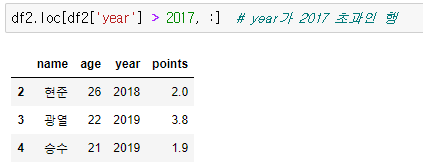 df2.loc[df2['year'] > 2017, :]  # year가 2017 초과인 행
name age year points
2 현준 26 2018 2.0
3 광열 22 2019 3.8
4 승수 21 2019 1.9